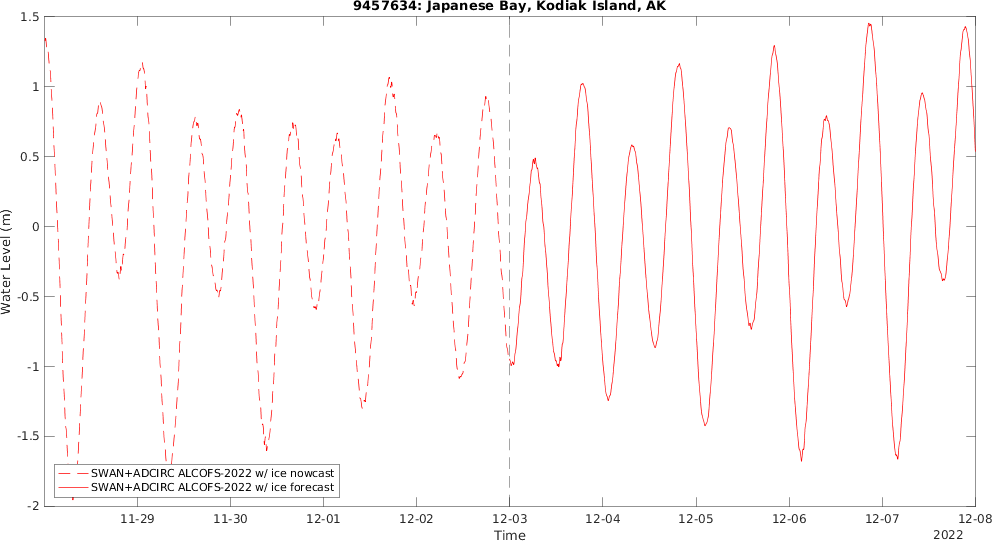 9457634: Japanese Bay, Kodiak Island, AK
1.5
1
0.5
0
-0.5
-1
-1.5
-2
Water Level (m)
SWAN+ADCIRC ALCOFS-2022 w/ ice nowcast
SWAN+ADCIRC ALCOFS-2022 w/ ice forecast
11-29 11-30 12-01 12-02 12-03 12-04 12-05 12-06 12-07 12-08
Time
2022